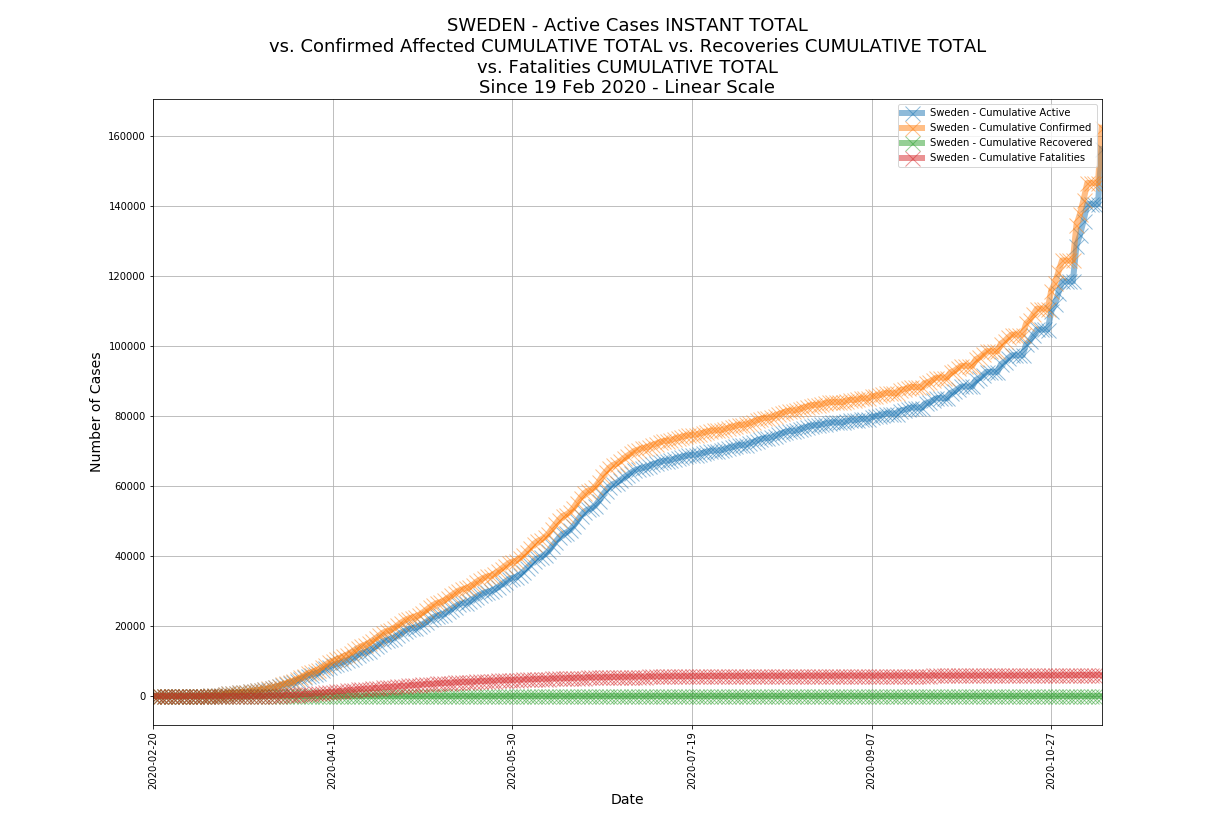 SWEDEN - Active Cases INSTANT TOTAL
vs. Confirmed Affected CUMULATIVE TOTAL vs. Recoveries CUMULATIVE TOTAL
vs. Fatalities CUMULATIVE TOTAL
Since 19 Feb 2020 - Linear Scale
Sweden - Cumulative Active
Sweden - Cumulative Confirmed
Sweden - Cumulative Recovered
Sweden - Cumulative Fatalities
160000
140000
120000
100000
80000
60000
40000
20000
0
Number of Cases
2020-02-20
2020-04-10
2020-05-30
2020-07-19
2020-09-07
2020-10-27
Date